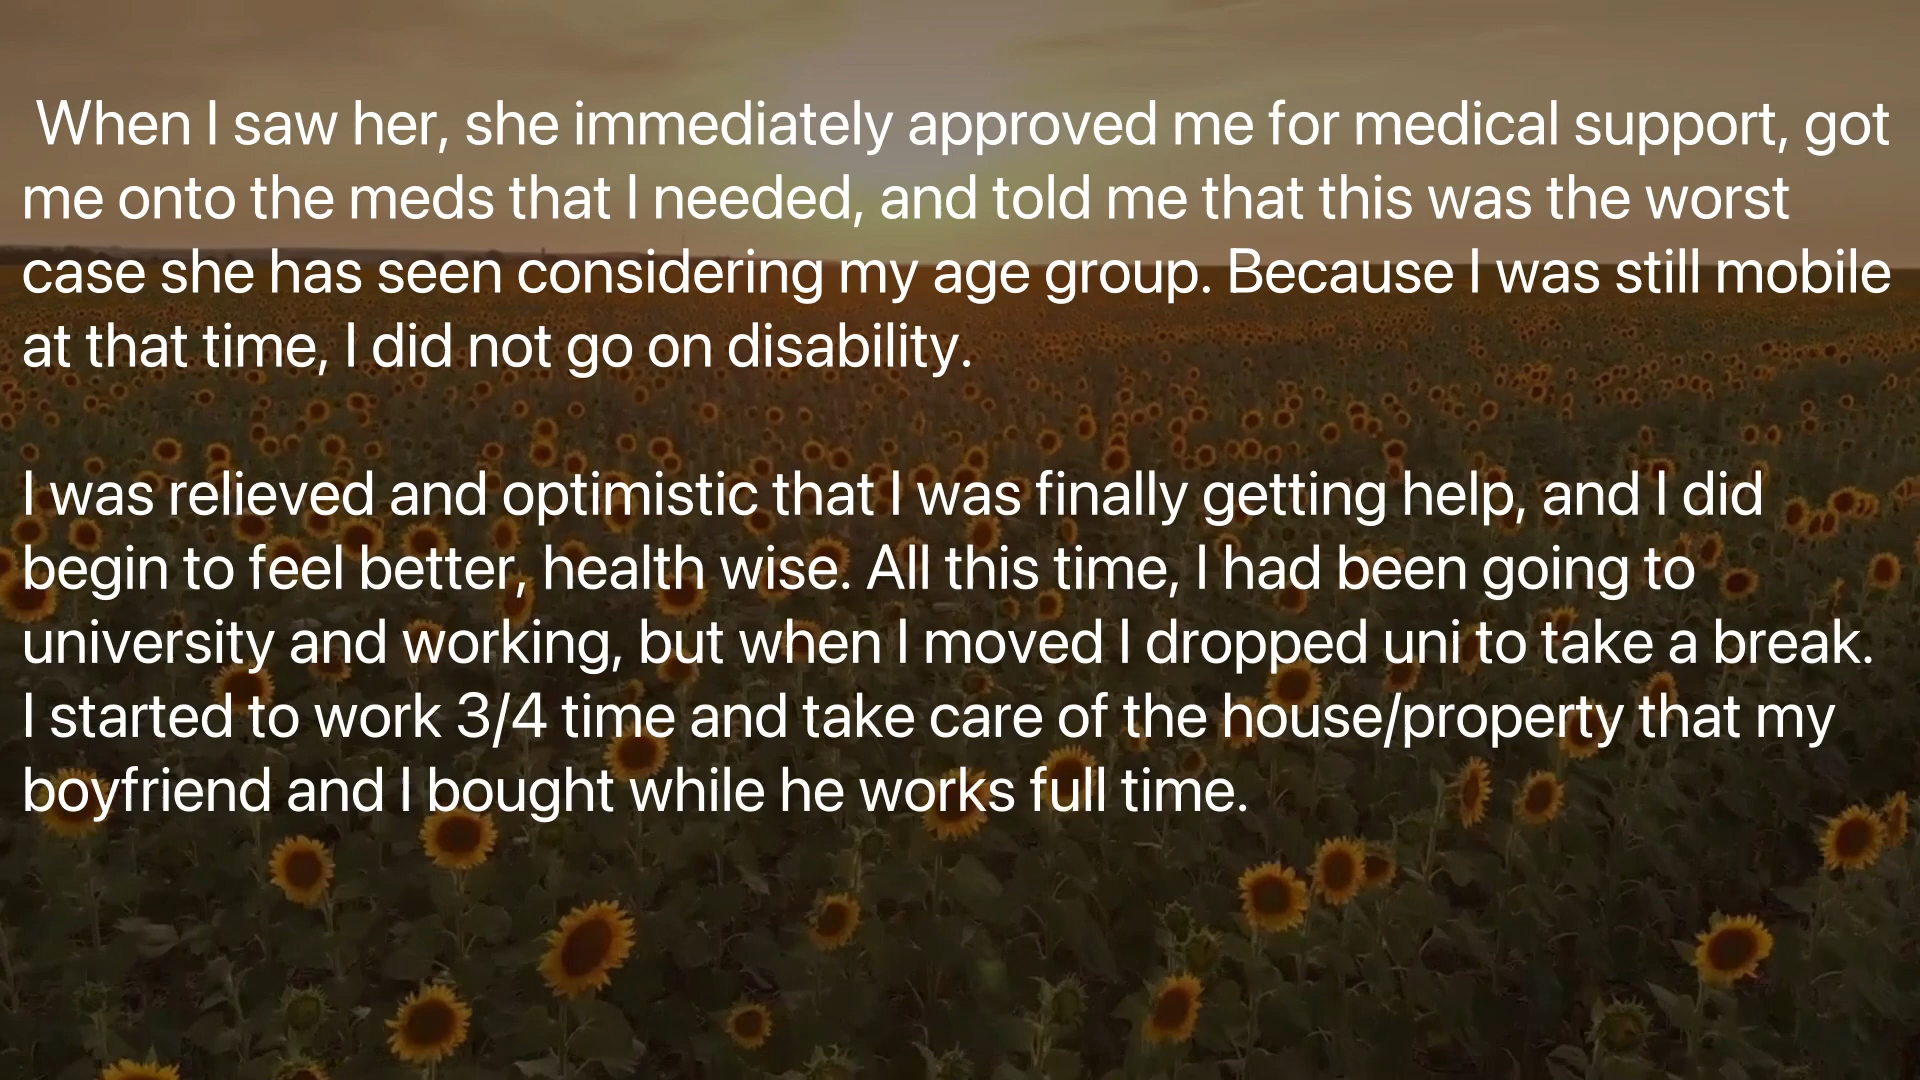 When I saw her, she immediately approved me for medical support, got
me onto the meds that I needed, and told me that this was the worst
case she has seen considering my age group. Because I was still mobile
at that time, I did not go on disability.
I was relieved and optimistic that I was finally getting help, and I did
begin to feel better, health wise. All this time, I had been going to
university and working, but when I moved I dropped uni to take a break.
I started to work 3/4 time and take care of the house/property that my
boyfriend and I bought while he works full time.